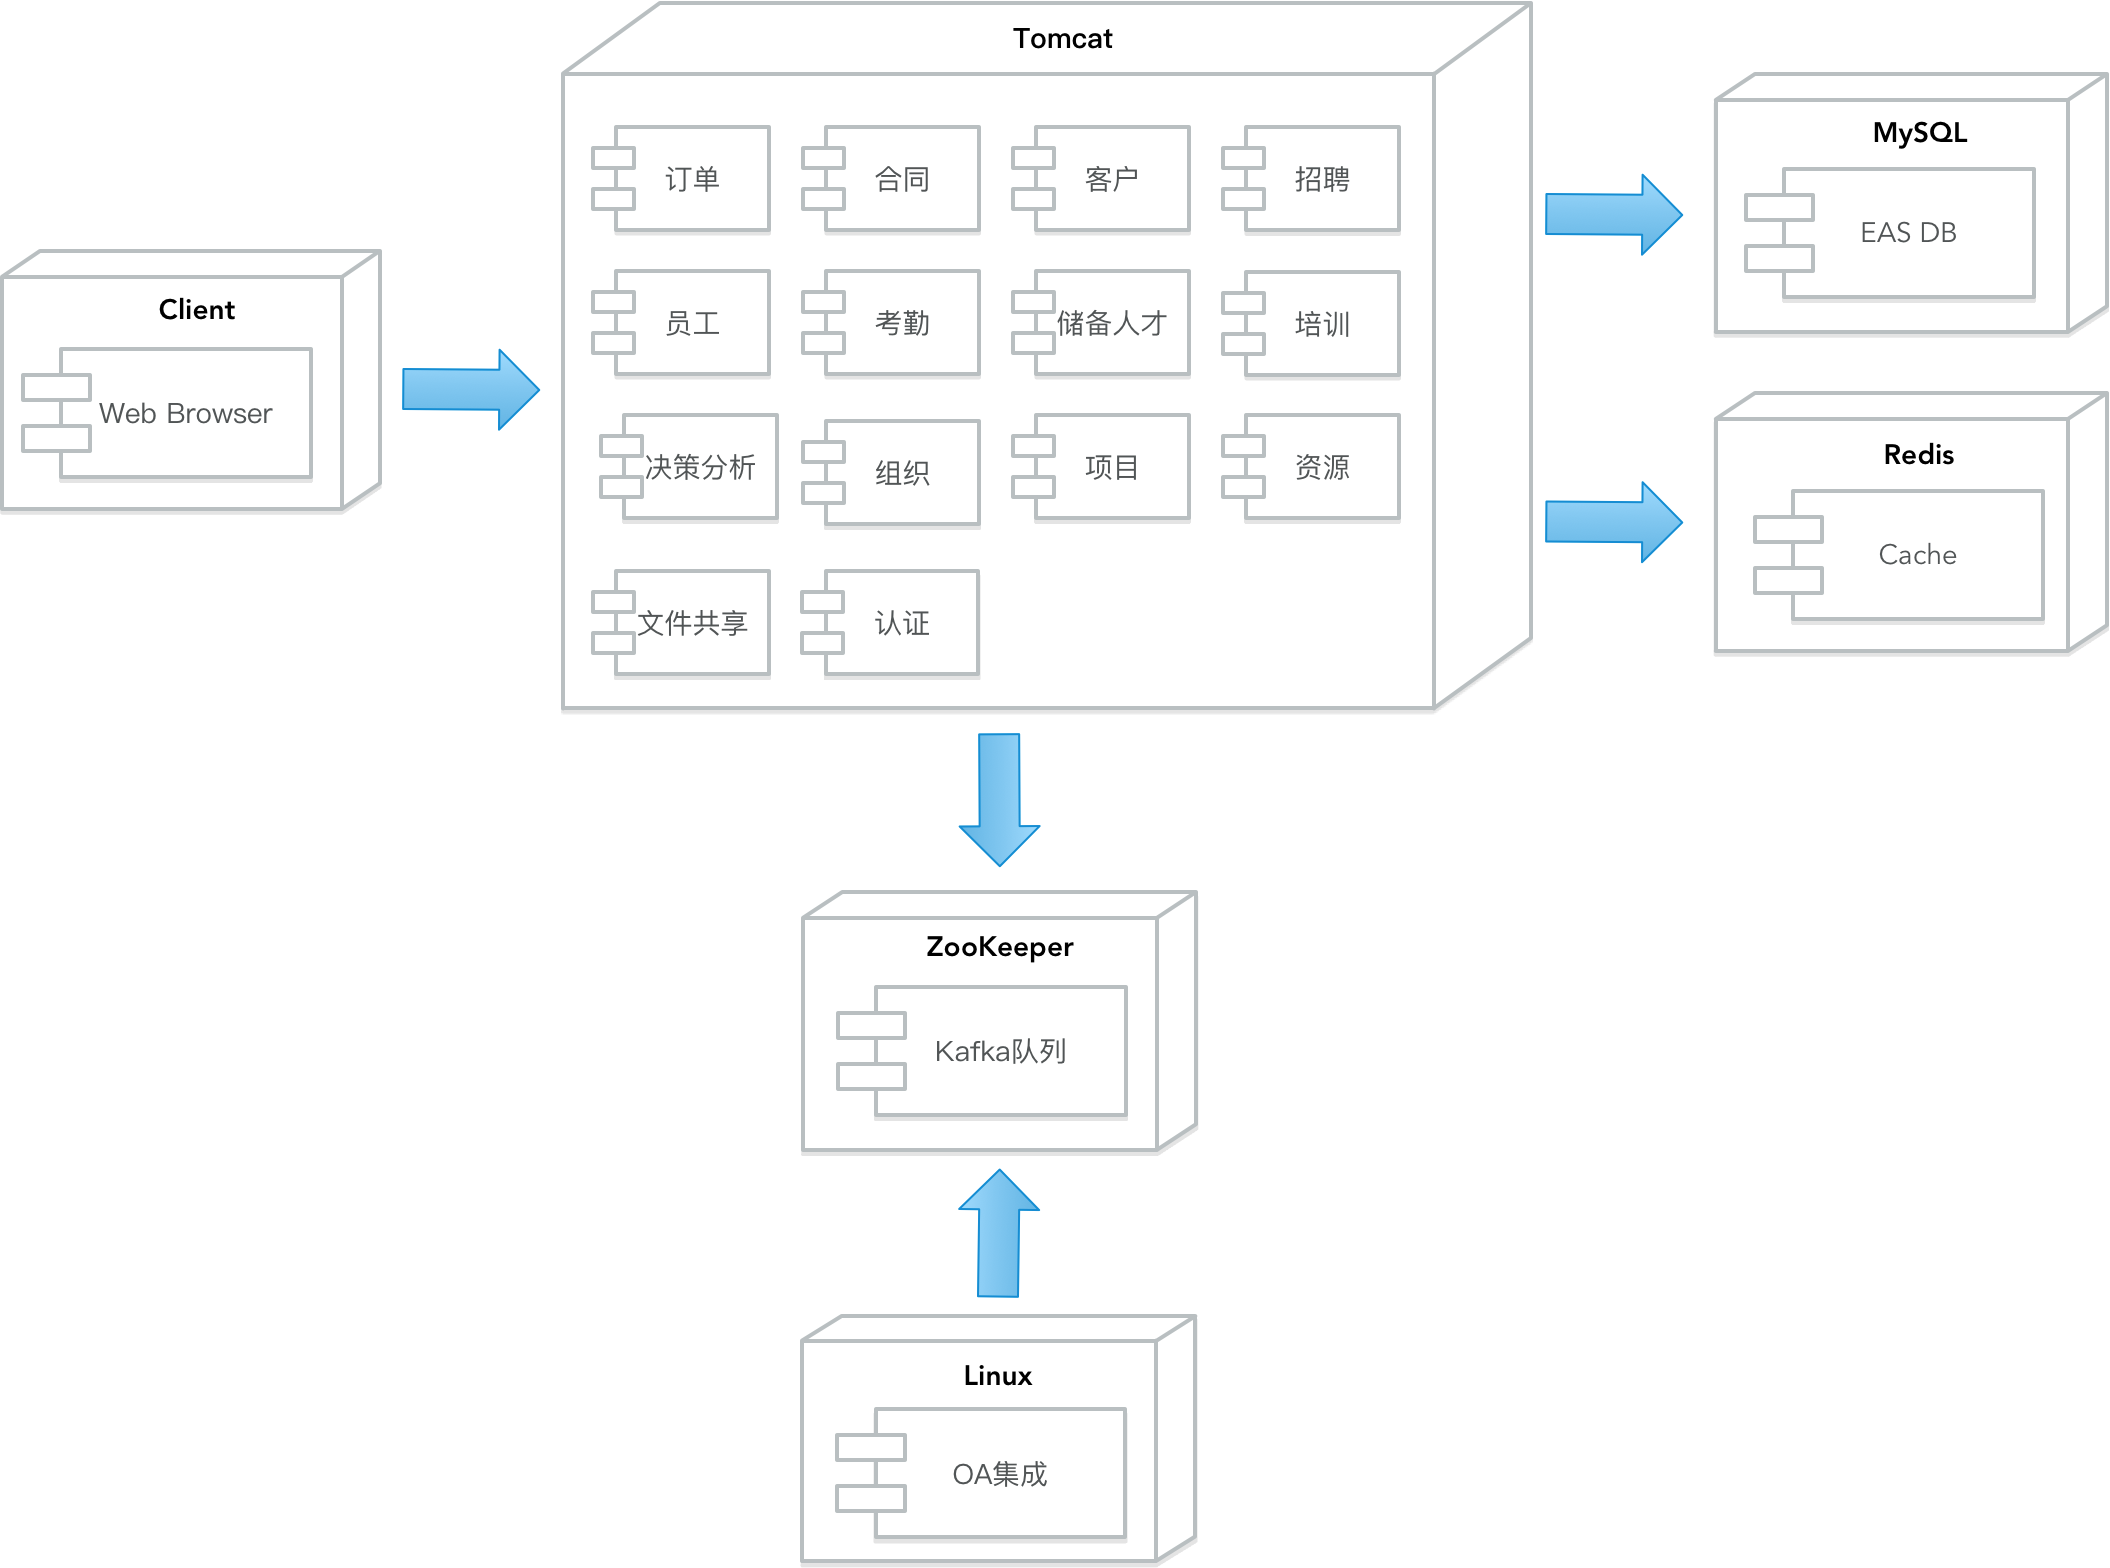 Tomcat
订单
合同
客户
招聘
员工
考勤
储备人才
培训
决策分析
组织
项目
资源
文件共享
认证
Client
Web Browser
MySQL
EAS DB
Redis
Cache
ZooKeeper
Kafka队列
Linux
OA集成